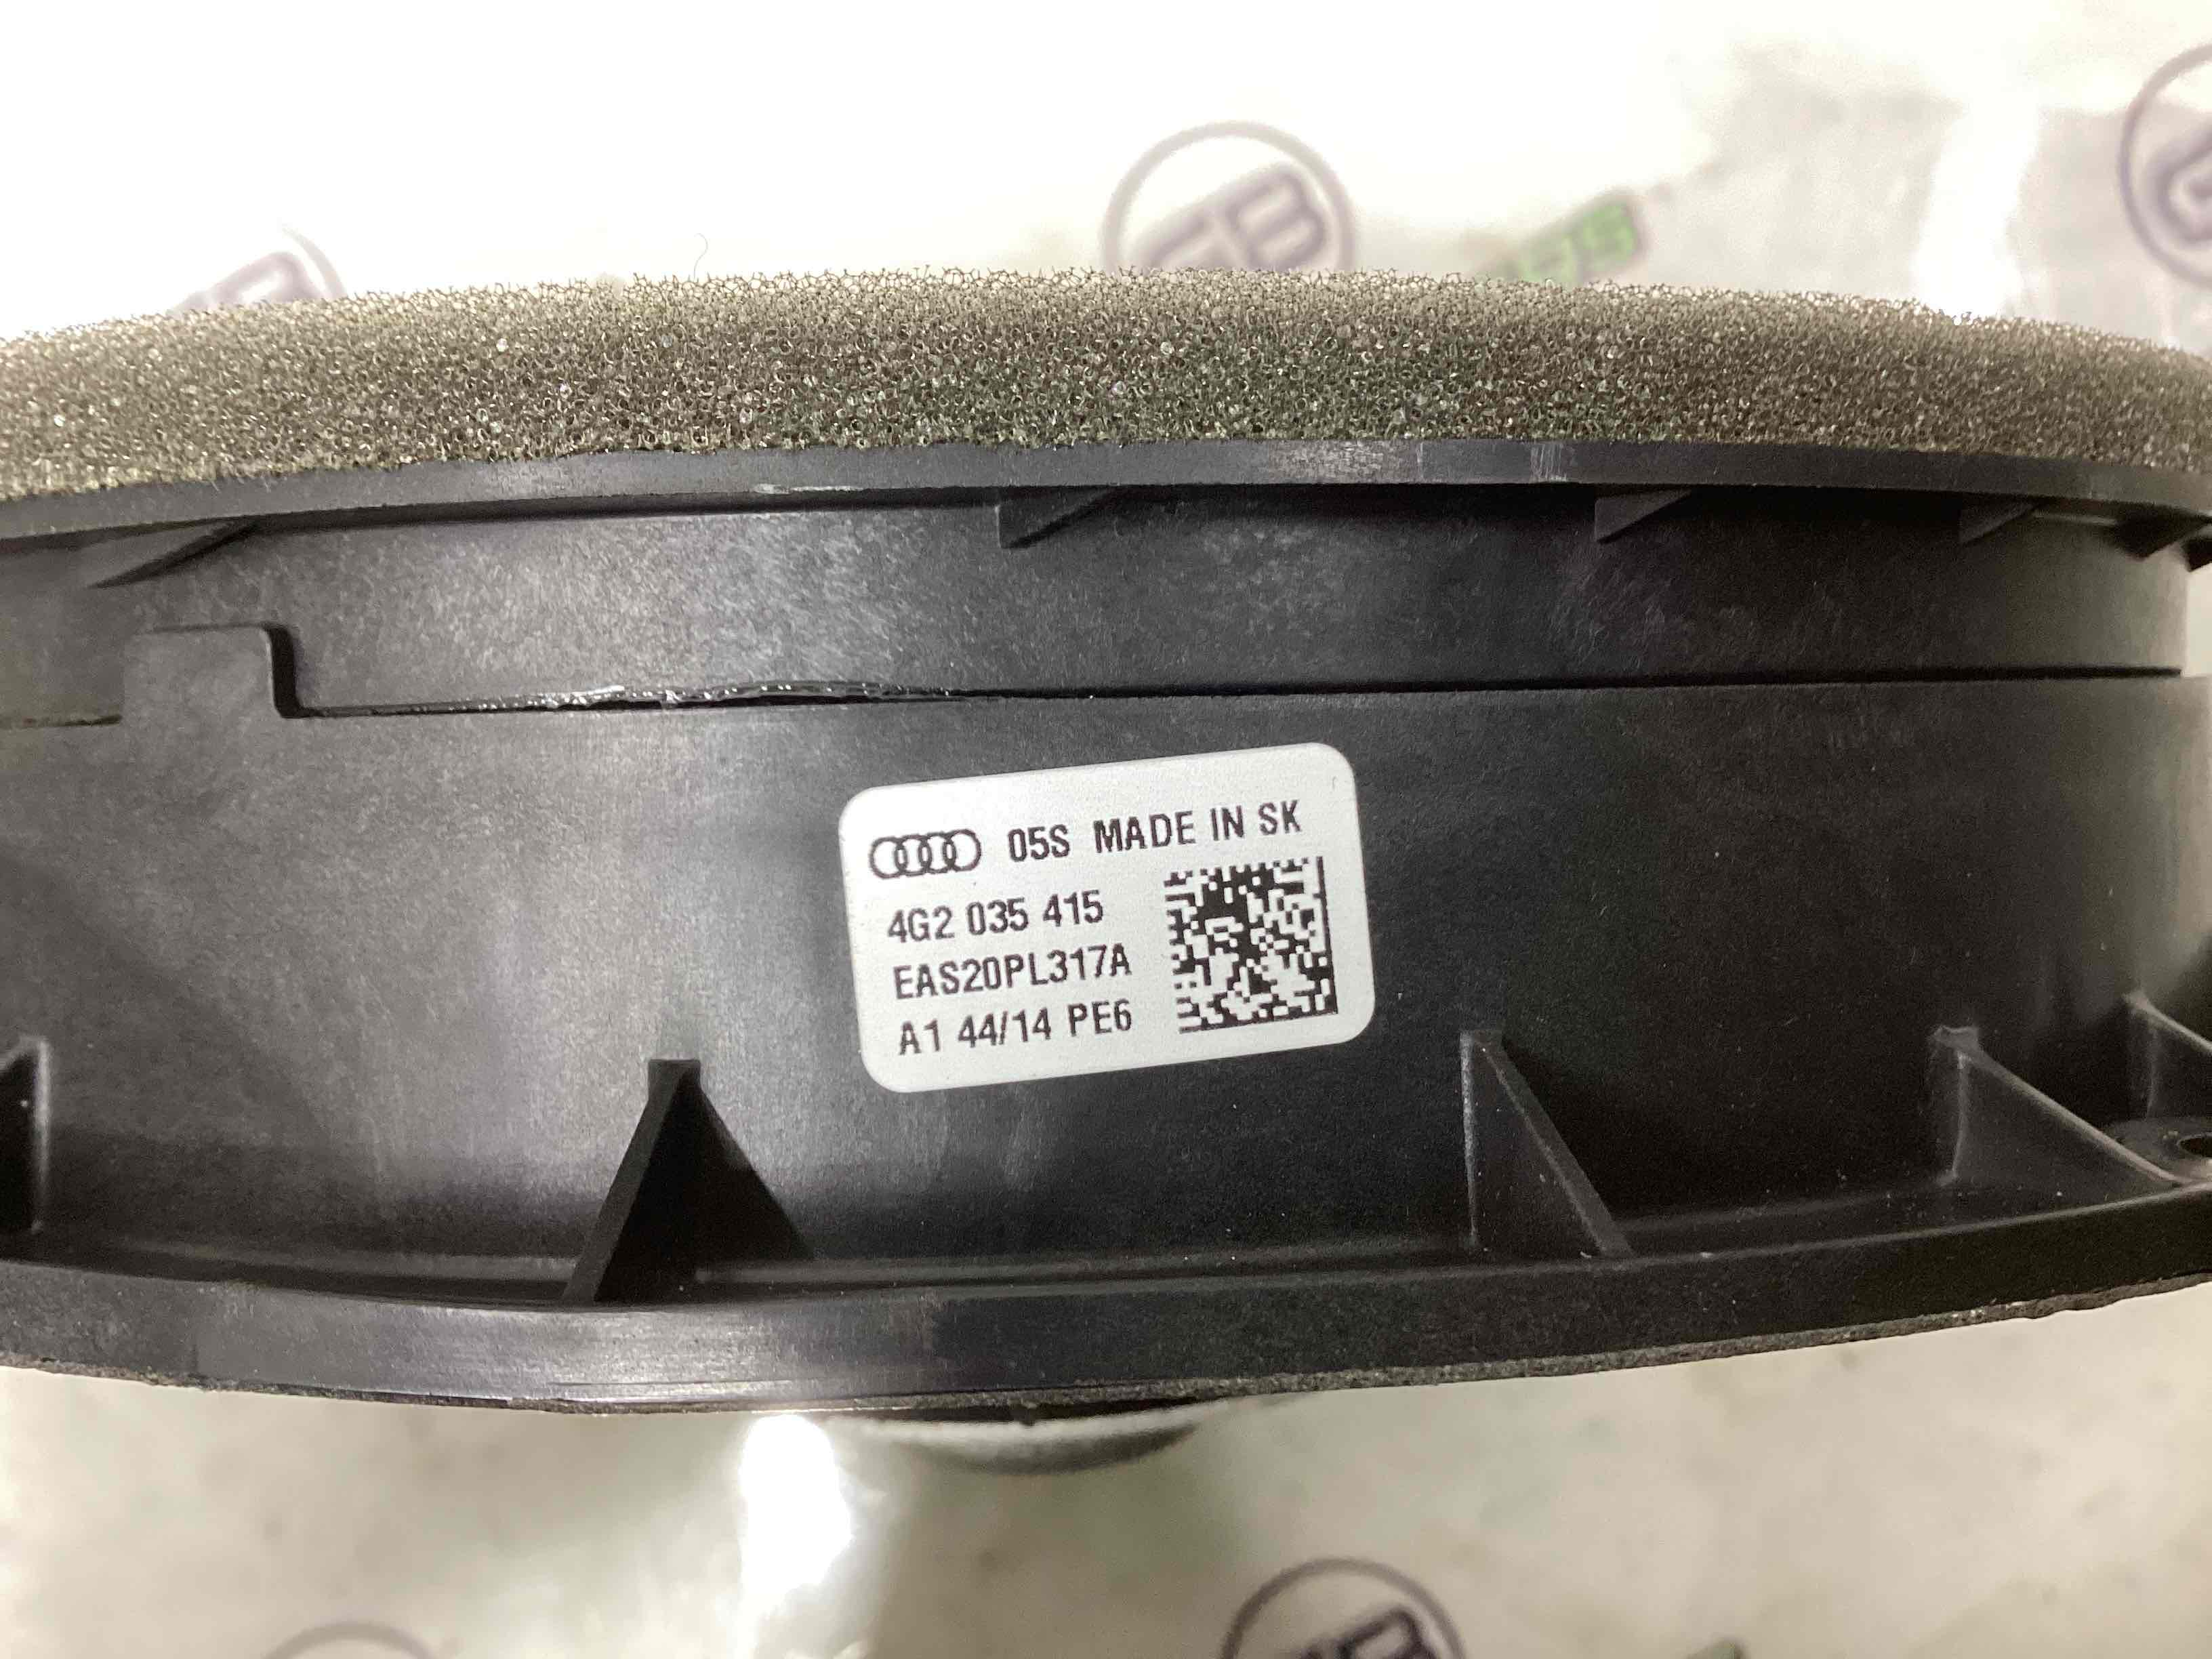 05S MADE IN SK
4G2 035 415
EAS20PL317A
A1 44/14 PE6